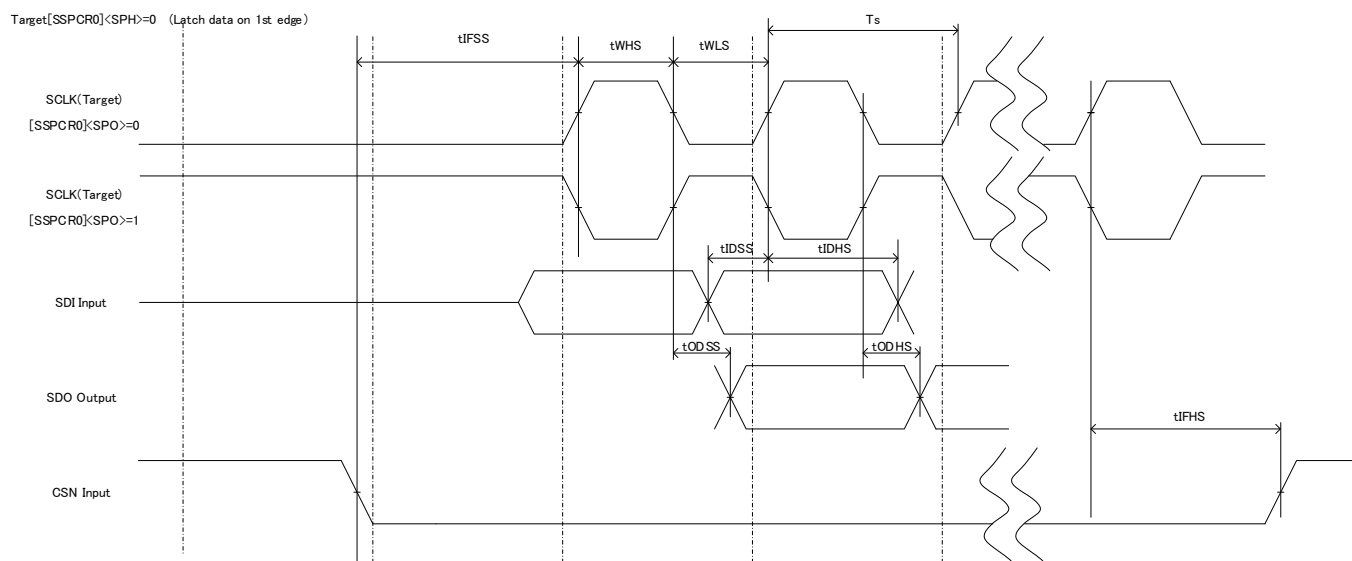 Target[SSPCR0]<SPH>=0 (Latch data on 1st edge)
Ts
tIFSS
tWHS
tWLS
SCLK(Target)
[SSPCR0]<SPO>=0
SCLK(Target)
[SSPCR0]<SPO>=1
tIDSS
tIDHS
SDI Input
tODSS
tODHS
SDO Output
tIFHS
CSN Input